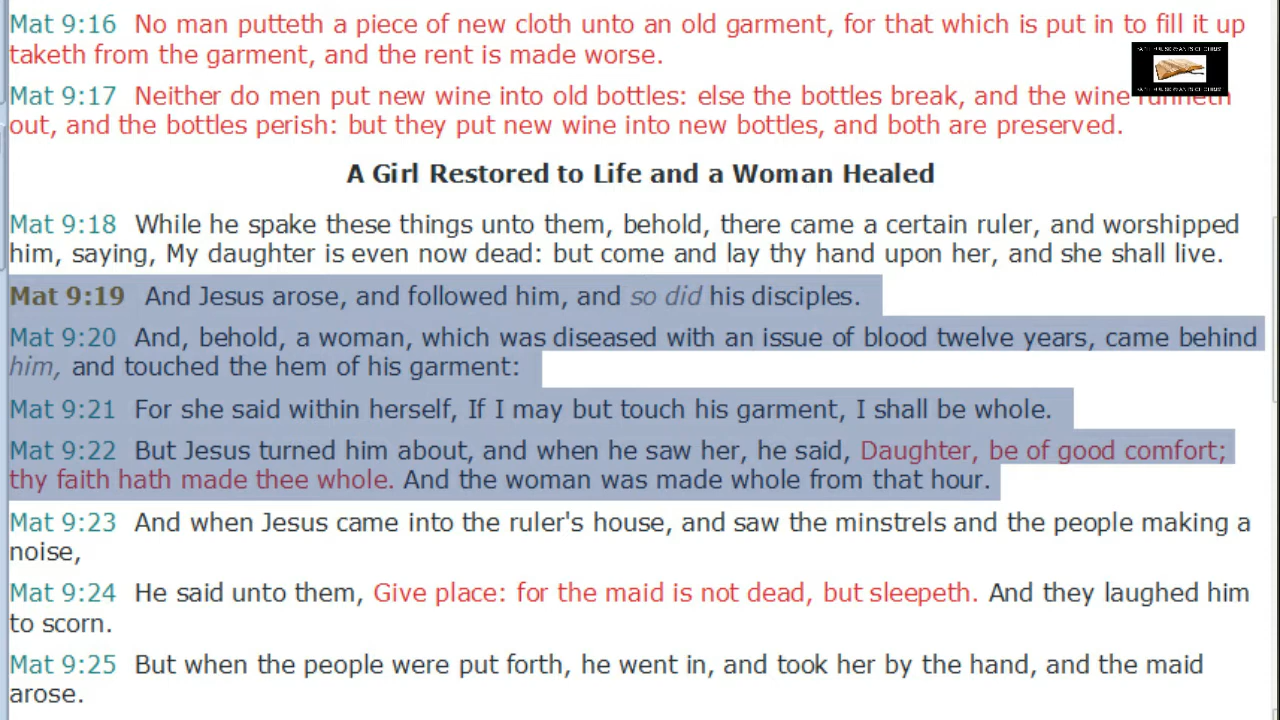 Mat 9:16 No man putteth a piece of new cloth unto an old garment, for that which is put in to fill it up
taketh from the garment, and the rent is made worse.
Mat 9:17 Neither do men put new wine into old bottles: else the bottles break, and the wine runneth
out, and the bottles perish: but they put new wine into new bottles, and both are preserved.
A Girl Restored to Life and a Woman Healed
Mat 9:18 While he spake these things unto them, behold, there came a certain ruler, and worshipped
him, saying, My daughter is even now dead: but come and lay thy hand upon her, and she shall live.
Mat 9:19 And Jesus arose, and followed him, and so did his disciples.
Mat 9:20 And, behold, a woman, which was diseased with an issue of blood twelve years, came behind
him, and touched the hem of his garment:
Mat 9:21 For she said within herself, If I may but touch his garment, I shall be whole.
Mat 9:22 But Jesus turned him about, and when he saw her, he said, Daughter, be of good comfort;
thy faith hath made thee whole. And the woman was made whole from that hour.
Mat 9:23 And when Jesus came into the ruler's house, and saw the minstrels and the people making a
noise,
Mat 9:24 He said unto them, Give place: for the maid is not dead, but sleepeth. And they laughed him
to scorn.
Mat 9:25 But when the people were put forth, he went in, and took her by the hand, and the maid
arose.